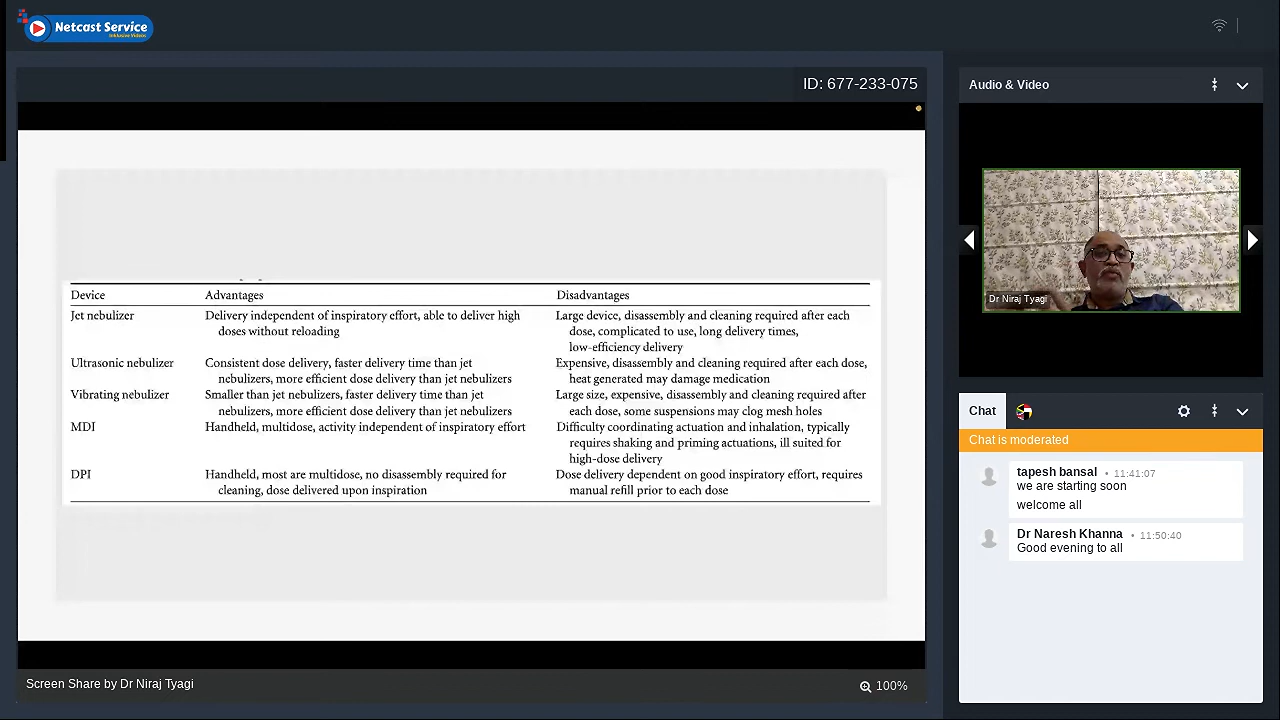 Netcast Service
Inklusive Videos
ID: 677-233-075
Device Advantages Disadvantages
Jet nebulizer Delivery independent of inspiratory effort, able to deliver high Large device, disassembly and cleaning required after each
doses without reloading dose, complicated to use, long delivery times,
low-efficiency delivery
Ultrasonic nebulizer Consistent dose delivery, faster delivery time than jet Expensive, disassembly and cleaning required after each dose,
nebulizers, more efficient dose delivery than jet nebulizers heat generated may damage medication
Vibrating nebulizer Smaller than jet nebulizers, faster delivery time than jet Large size, expensive, disassembly and cleaning required after
nebulizers, more efficient dose delivery than jet nebulizers each dose, some suspensions may clog mesh holes
MDI Handheld, multidose, activity independent of inspiratory effort Difficulty coordinating actuation and inhalation, typically
requires shaking and priming actuations, ill suited for
high-dose delivery
DPI Handheld, most are multidose, no disassembly required for Dose delivery dependent on good inspiratory effort, requires
cleaning, dose delivered upon inspiration manual refill prior to each dose
Screen Share by Dr Niraj Tyagi
100%
Audio & Video
Dr Niraj Tyagi
Chat
Chat is moderated
tapesh bansal • 11:41:07
we are starting soon
welcome all
Dr Naresh Khanna • 11:50:40
Good evening to all